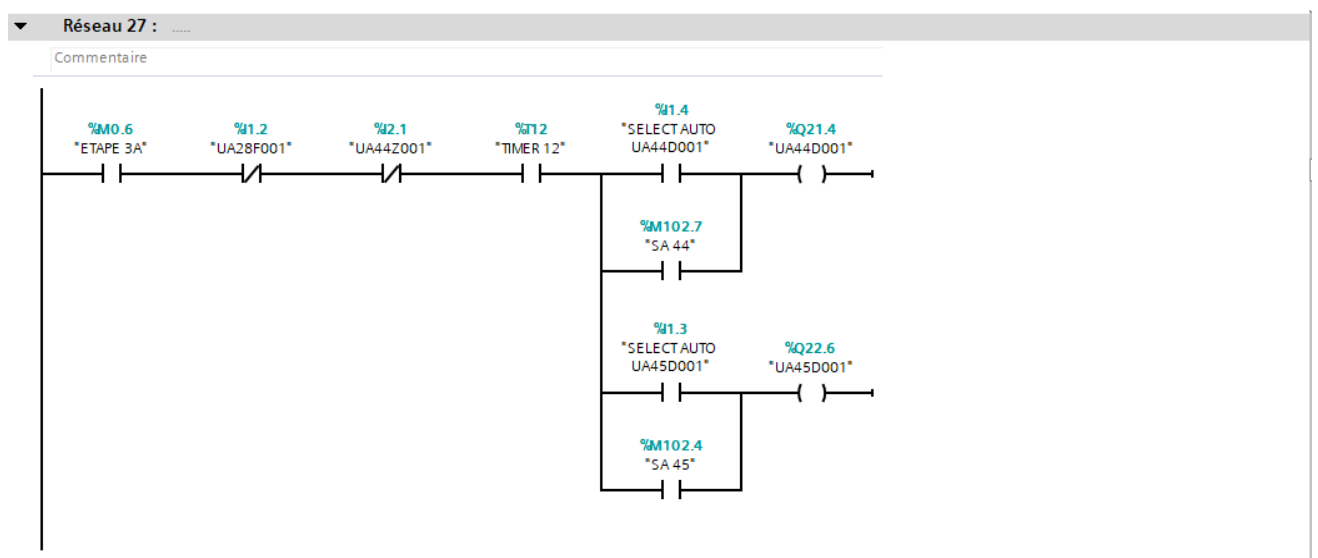 Réseau 27 : .....
Commentaire
%M0.6 %I1.2 %I2.1 %T12 %I1.4 %Q21.4
"ETAPE 3A" "UA28F001" "UA44Z001" "TIMER 12" "SELECT AUTO UA44D001" "UA44D001"
%M102.7
"SA 44"
%I1.3 %Q22.6
"SELECT AUTO
UA45D001" "UA45D001"
%M102.4
"SA 45"